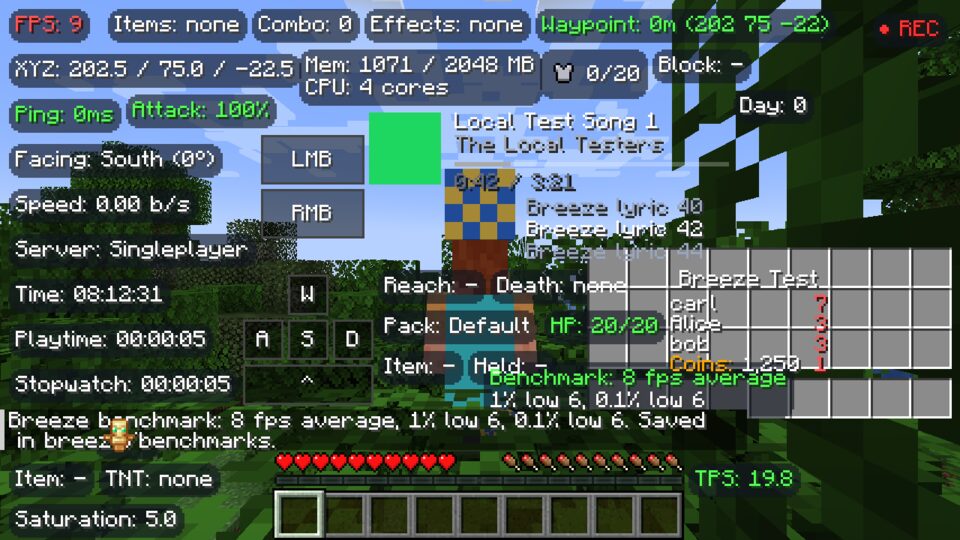 FPS: 9
Items: none
Combo: 0
Effects: none
Waypoint: 0m (202 75 -22)
REC
XYZ: 202.5 / 75.0 / -22.5
Mem: 1071 / 2048 MB
CPU: 4 cores
0/20
Block: -
Ping: 0ms
Attack: 100%
Day: 0
Local Test Song 1
The Local Testers
0:42 / 3:21
Facing: South (0°)
LMB
RMB
Speed: 0.00 b/s
Breeze lyric 40
Breeze lyric 42
Breeze lyric 44
Server: Singleplayer
Reach: -
Death: none
Breeze Test
carl 7
Alice 3
bob 3
Coins: 1,250 1
Time: 08:12:31
W
Pack: Default
HP: 20/20
Playtime: 00:00:05
A
S
D
Item: -
Held: -
Stopwatch: 00:00:05
^
Benchmark: 8 fps average
1% low 6, 0.1% low 6
Breeze benchmark: 8 fps average, 1% low 6, 0.1% low 6. Saved
in breeze benchmarks.
Item: -
TNT: none
TPS: 19.8
Saturation: 5.0